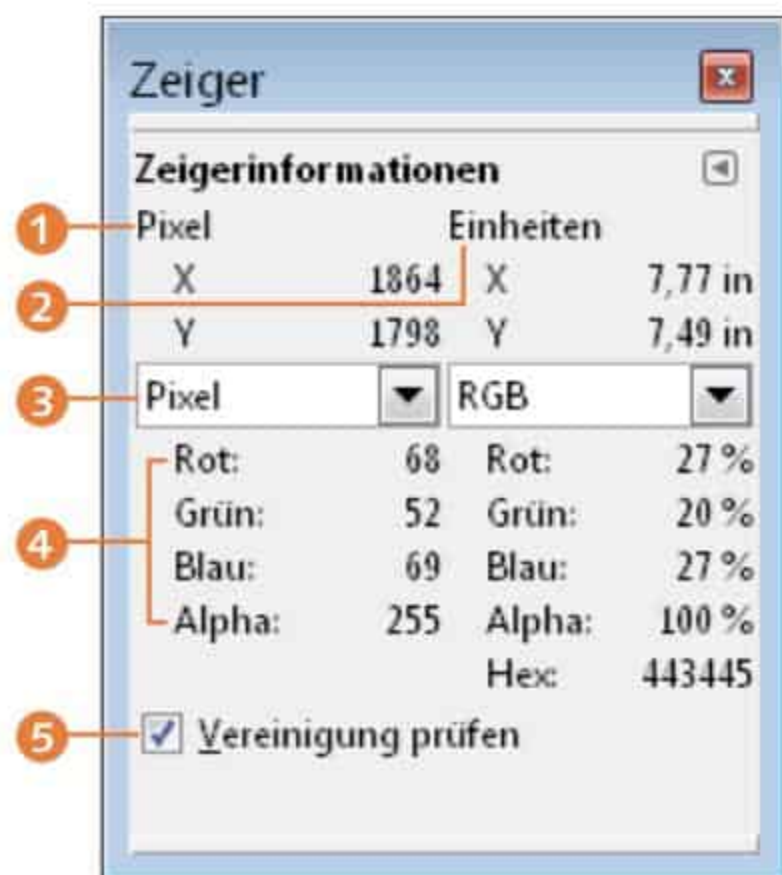 Zeiger
Zeigerinformationen
1 Pixel Einheiten
2 X 1864 X 7,77 in
Y 1798 Y 7,49 in
3 Pixel RGB
Rot: 68 Rot: 27 %
Grün: 52 Grün: 20 %
4 Blau: 69 Blau: 27 %
Alpha: 255 Alpha: 100 %
Hex: 443445
5 Vereinigung prüfen